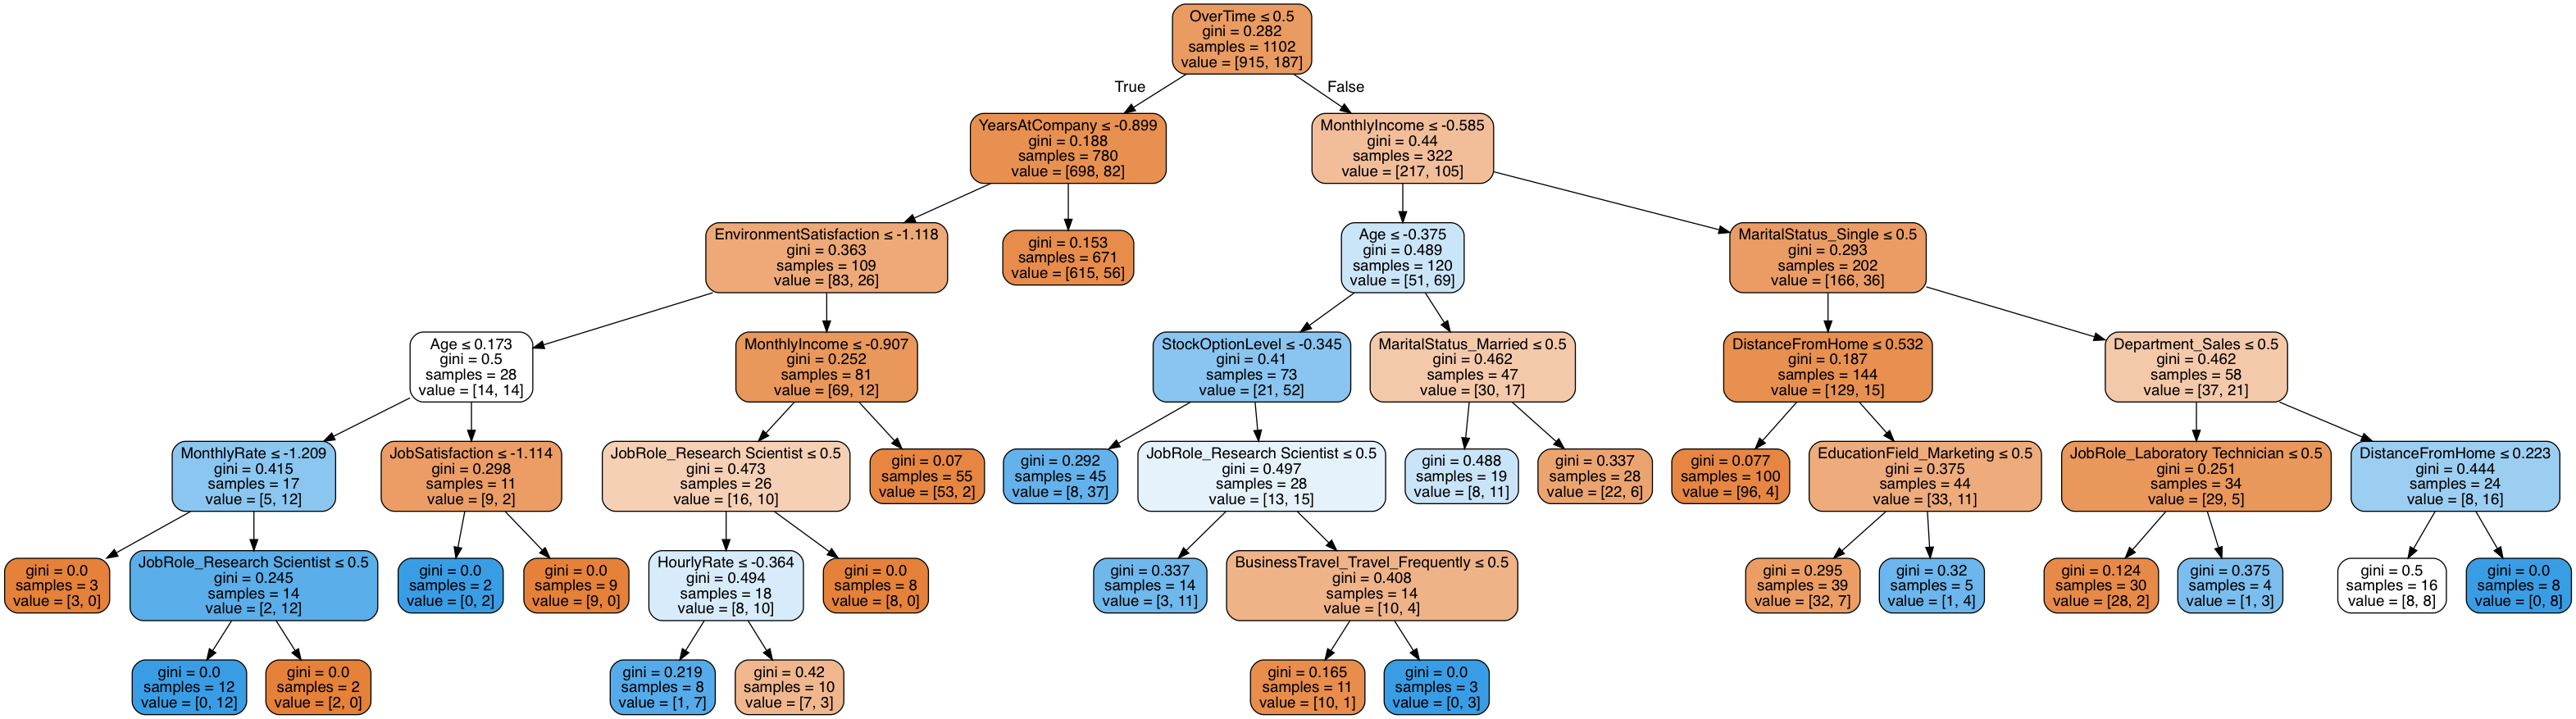 OverTime ≤ 0.5
gini = 0.282
samples = 1102
value = [915, 187]
True
False
YearsAtCompany ≤ -0.899
gini = 0.188
samples = 780
value = [698, 82]
MonthlyIncome ≤ -0.585
gini = 0.44
samples = 322
value = [217, 105]
EnvironmentSatisfaction ≤ -1.118
gini = 0.363
samples = 109
value = [83, 26]
gini = 0.153
samples = 671
value = [615, 56]
Age ≤ -0.375
gini = 0.489
samples = 120
value = [51, 69]
MaritalStatus_Single ≤ 0.5
gini = 0.293
samples = 202
value = [166, 36]
Age ≤ 0.173
gini = 0.5
samples = 28
value = [14, 14]
MonthlyIncome ≤ -0.907
gini = 0.252
samples = 81
value = [69, 12]
StockOptionLevel ≤ -0.345
gini = 0.41
samples = 73
value = [21, 52]
MaritalStatus_Married ≤ 0.5
gini = 0.462
samples = 47
value = [30, 17]
DistanceFromHome ≤ 0.532
gini = 0.187
samples = 144
value = [129, 15]
Department_Sales ≤ 0.5
gini = 0.462
samples = 58
value = [37, 21]
MonthlyRate ≤ -1.209
gini = 0.415
samples = 17
value = [5, 12]
JobSatisfaction ≤ -1.114
gini = 0.298
samples = 11
value = [9, 2]
JobRole_Research Scientist ≤ 0.5
gini = 0.473
samples = 26
value = [16, 10]
gini = 0.07
samples = 55
value = [53, 2]
gini = 0.292
samples = 45
value = [8, 37]
JobRole_Research Scientist ≤ 0.5
gini = 0.497
samples = 28
value = [13, 15]
gini = 0.488
samples = 19
value = [8, 11]
gini = 0.337
samples = 28
value = [22, 6]
gini = 0.077
samples = 100
value = [96, 4]
EducationField_Marketing ≤ 0.5
gini = 0.375
samples = 44
value = [33, 11]
JobRole_Laboratory Technician ≤ 0.5
gini = 0.251
samples = 34
value = [29, 5]
DistanceFromHome ≤ 0.223
gini = 0.444
samples = 24
value = [8, 16]
gini = 0.0
samples = 3
value = [3, 0]
JobRole_Research Scientist ≤ 0.5
gini = 0.245
samples = 14
value = [2, 12]
gini = 0.0
samples = 2
value = [0, 2]
gini = 0.0
samples = 9
value = [9, 0]
HourlyRate ≤ -0.364
gini = 0.494
samples = 18
value = [8, 10]
gini = 0.0
samples = 8
value = [8, 0]
gini = 0.337
samples = 14
value = [3, 11]
BusinessTravel_Travel_Frequently ≤ 0.5
gini = 0.408
samples = 14
value = [10, 4]
gini = 0.295
samples = 39
value = [32, 7]
gini = 0.32
samples = 5
value = [1, 4]
gini = 0.124
samples = 30
value = [28, 2]
gini = 0.375
samples = 4
value = [1, 3]
gini = 0.5
samples = 16
value = [8, 8]
gini = 0.0
samples = 8
value = [0, 8]
gini = 0.0
samples = 12
value = [0, 12]
gini = 0.0
samples = 2
value = [2, 0]
gini = 0.219
samples = 8
value = [1, 7]
gini = 0.42
samples = 10
value = [7, 3]
gini = 0.165
samples = 11
value = [10, 1]
gini = 0.0
samples = 3
value = [0, 3]